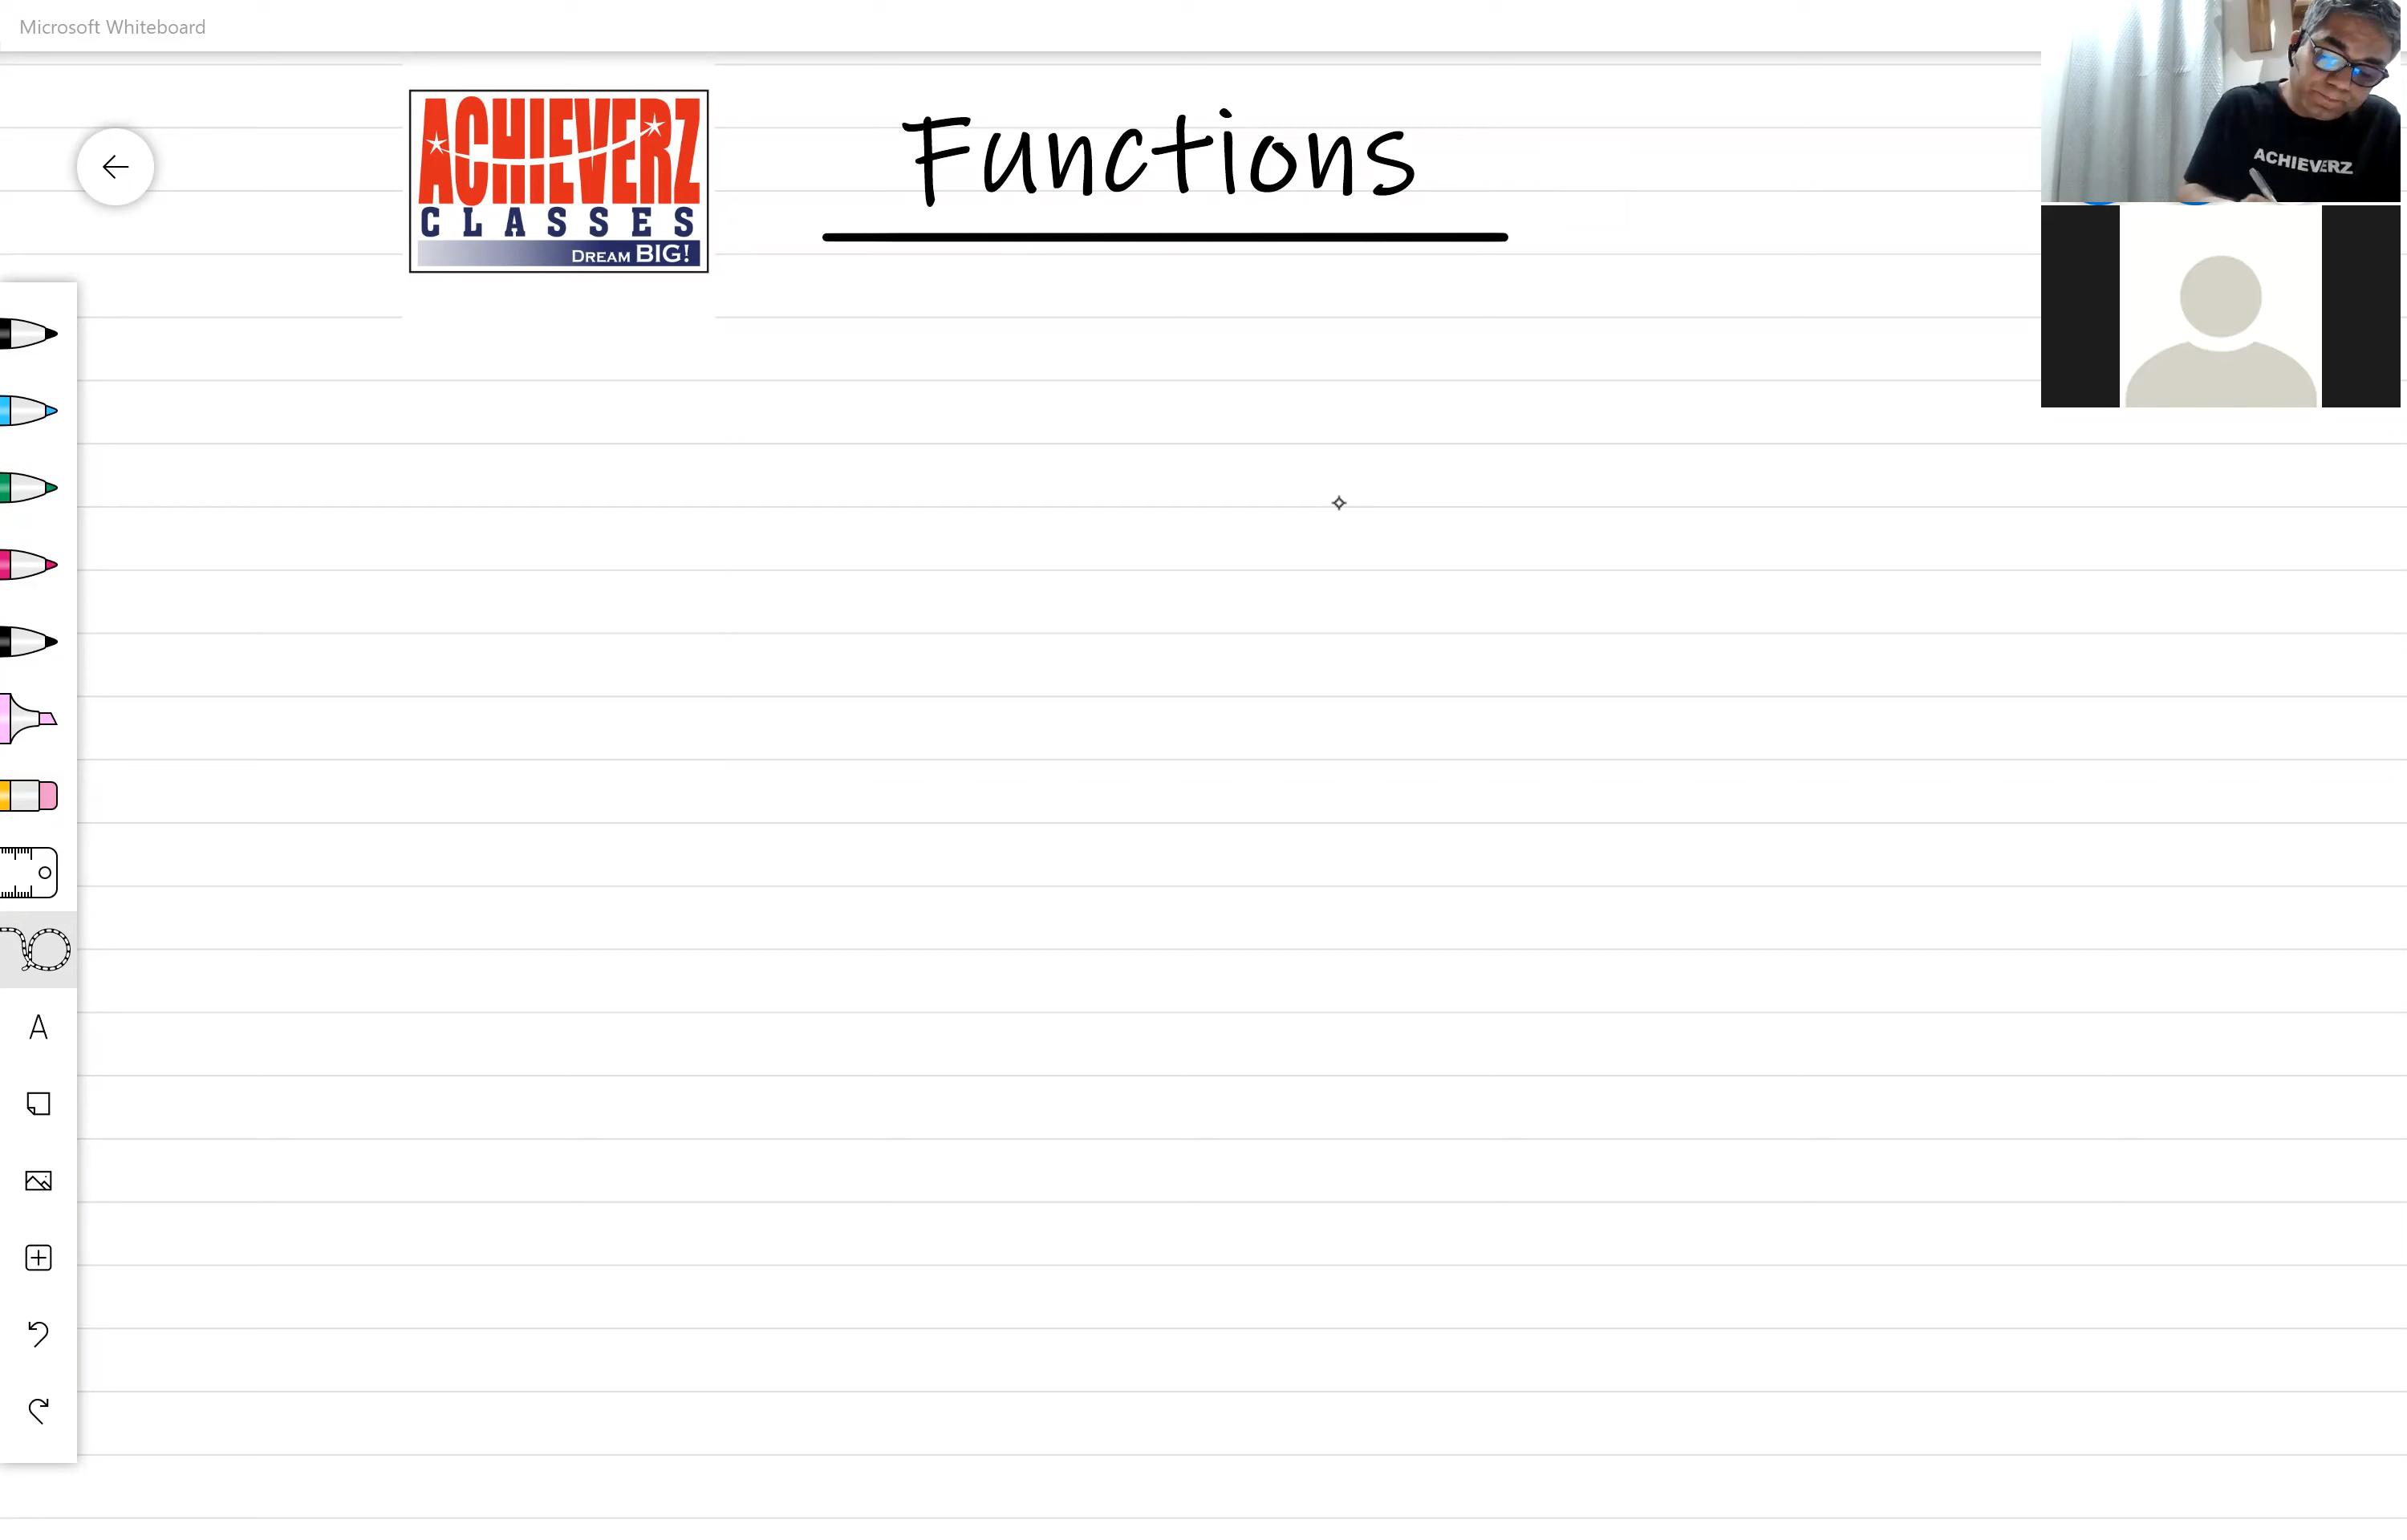 Microsoft Whiteboard
ACHIEVERZ
CLASSES
DREAM BIG!
Functions
ACHIEVERZ
A